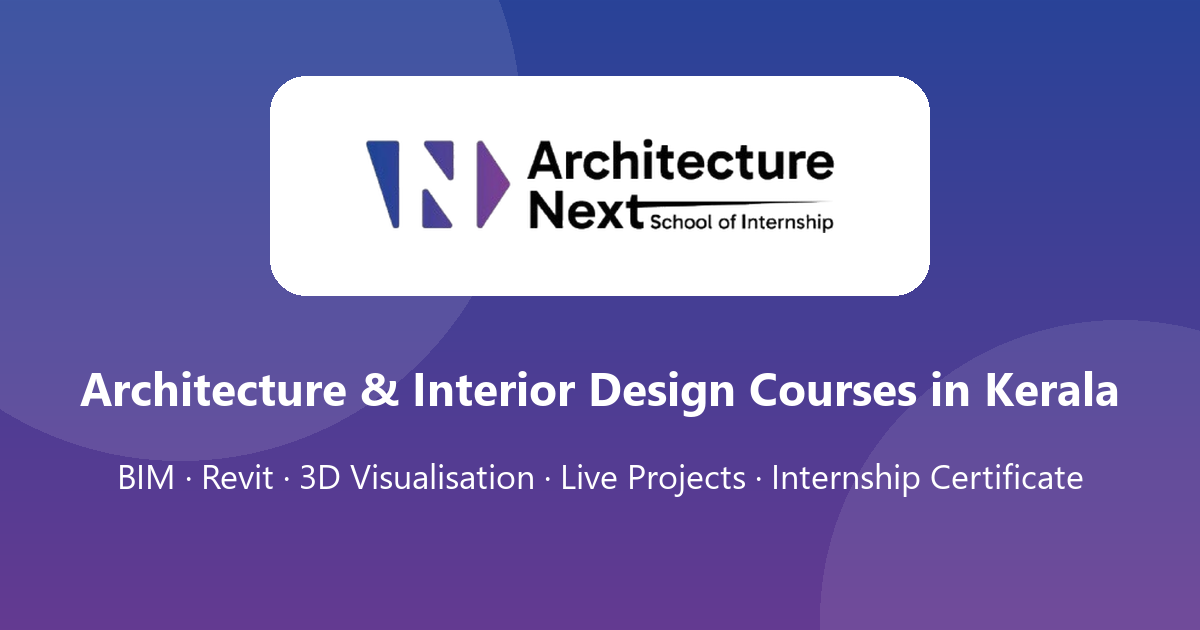 Architecture
Next School of Internship
Architecture & Interior Design Courses in Kerala
BIM · Revit · 3D Visualisation · Live Projects · Internship Certificate